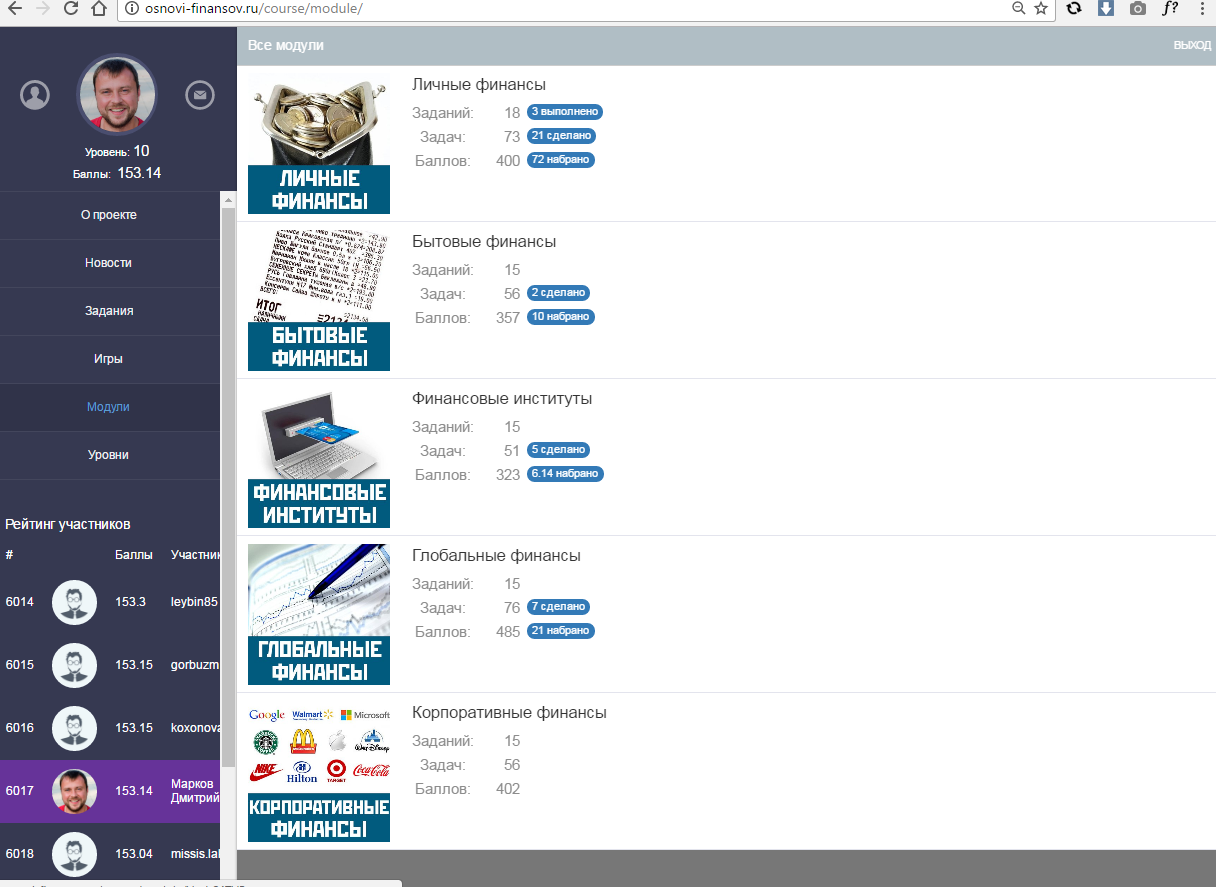 osnovi-finansov.ru/course/module/
f?
Уровень: 10
Баллы: 153.14
О проекте
Новости
Задания
Игры
Модули
Уровни
Рейтинг участников
# Баллы Участник
6014 153.3 leybin85
6015 153.15 gorbuzm
6016 153.15 koxonova
6017 153.14 Марков Дмитрий
6018 153.04 missis.lal
Все модули
ВЫХОД
ЛИЧНЫЕ
ФИНАНСЫ
Личные финансы
Заданий: 18 3 выполнено
Задач: 73 21 сделано
Баллов: 400 72 набрано
ИТОГ
БЫТОВЫЕ
ФИНАНСЫ
Бытовые финансы
Заданий: 15
Задач: 56 2 сделано
Баллов: 357 10 набрано
ФИНАНСОВЫЕ
ИНСТИТУТЫ
Финансовые институты
Заданий: 15
Задач: 51 5 сделано
Баллов: 323 6.14 набрано
ГЛОБАЛЬНЫЕ
ФИНАНСЫ
Глобальные финансы
Заданий: 15
Задач: 76 7 сделано
Баллов: 485 21 набрано
Google Walmart Microsoft
McDonald's Walt Disney
NIKE Hilton TARGET Coca-Cola
КОРПОРАТИВНЫЕ
ФИНАНСЫ
Корпоративные финансы
Заданий: 15
Задач: 56
Баллов: 402